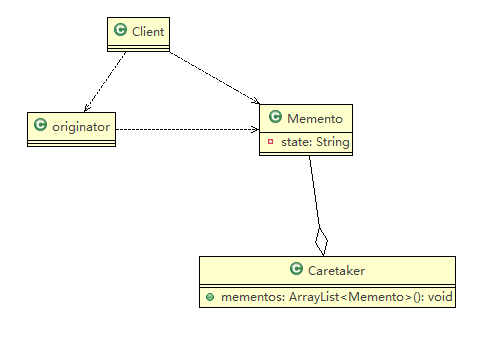 C Client
C originator
C Memento
state: String
C Caretaker
mementos: ArrayList<Memento>(): void